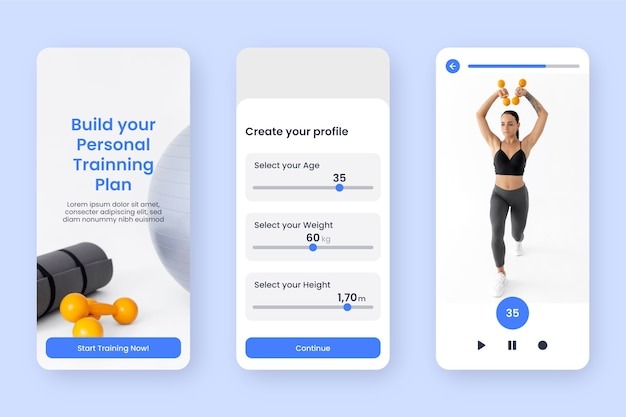 Build your
Personal
Trainning
Plan
Lorem ipsum dolor sit amet,
contetur adipiscing elit, sed
diam nonummy nibh euismod
Start Training Now!
Create your profile
Select your Age
35
Select your Weight
60 kg
Select your Height
1,70 m
Continue
35